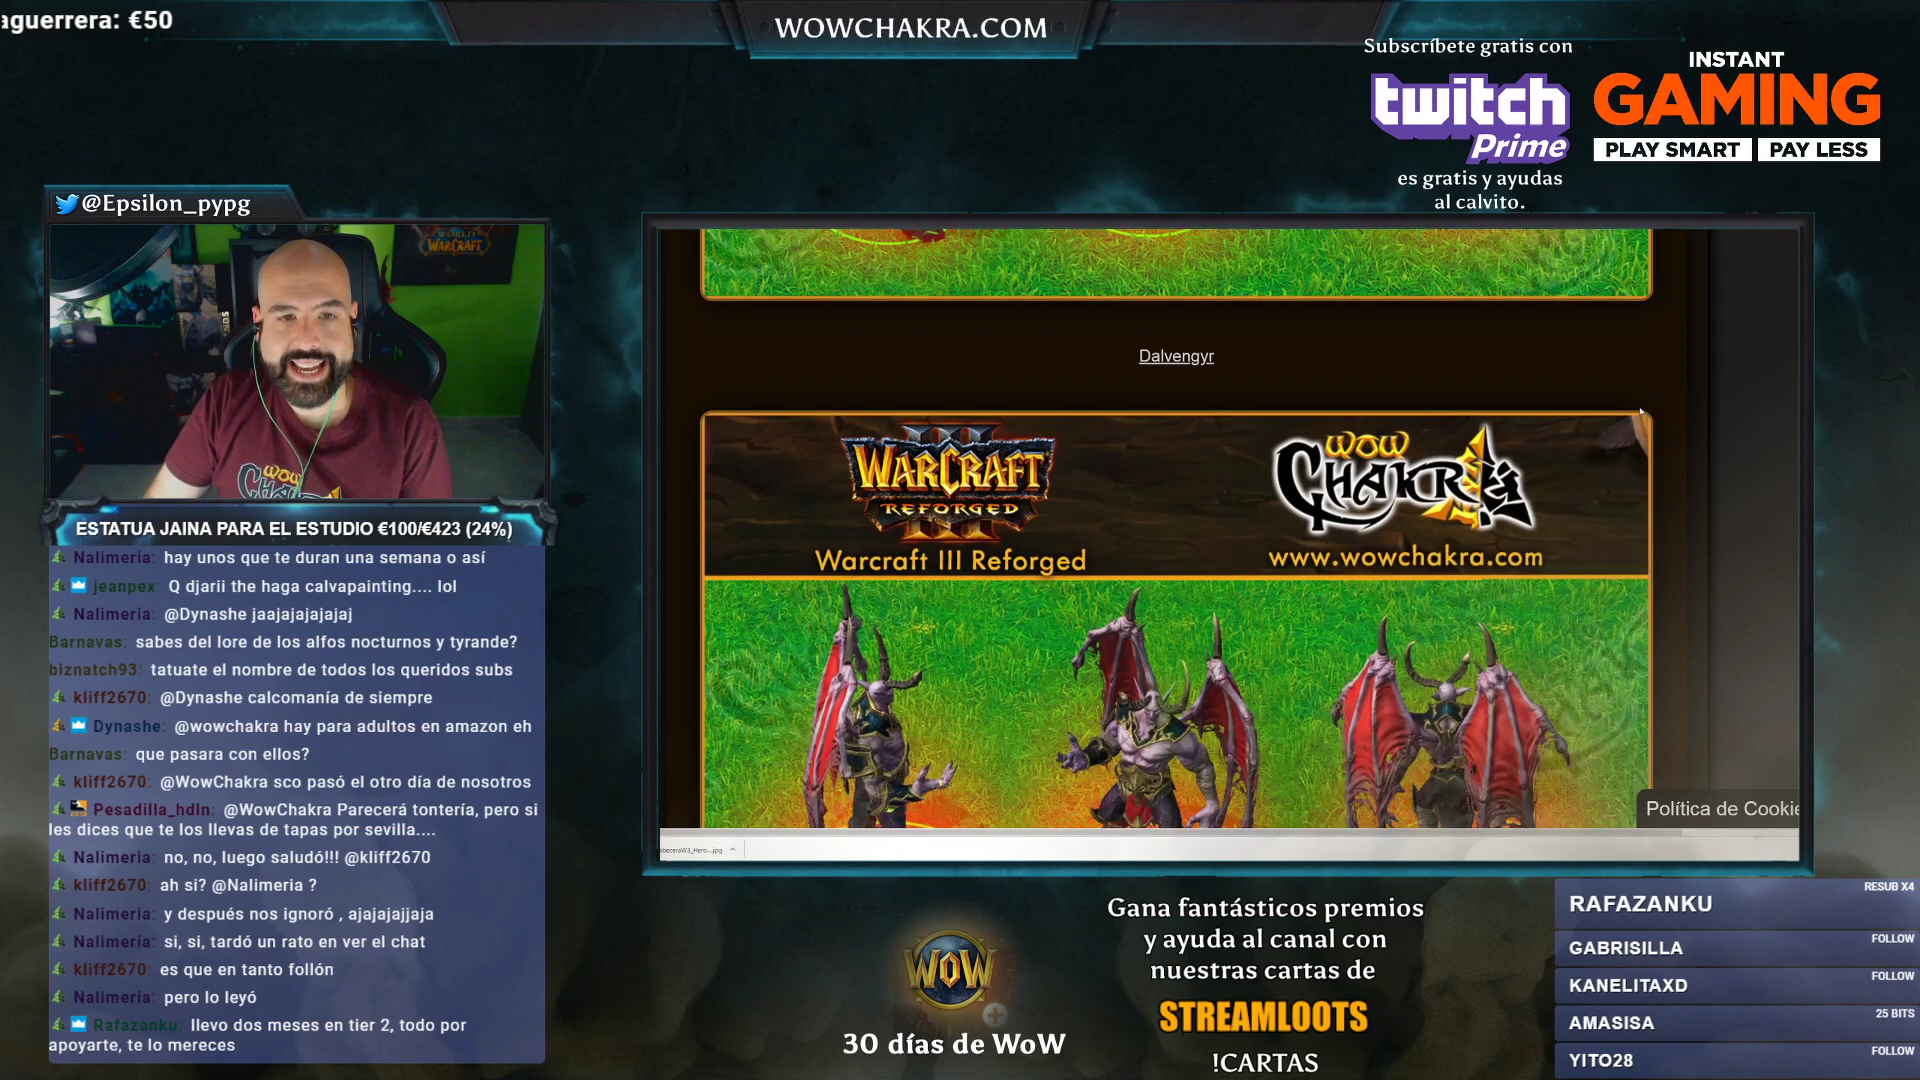 aguerrera: €50
WOWCHAKRA.COM
Subscríbete gratis con
twitch
Prime
es gratis y ayudas
al calvito.
INSTANT
GAMING
PLAY SMART PAY LESS
@Epsilon_pypg
WORLD
WARCRAFT
WOW
CHAKRA
ESTATUA JAINA PARA EL ESTUDIO €100/€423 (24%)
Nalimeria: hay unos que te duran una semana o así
jeanpex: Q djarii the haga calvapainting.... lol
Nalimeria: @Dynashe jaajajajajajaj
Barnavas: sabes del lore de los alfos nocturnos y tyrande?
biznatch93: tatuate el nombre de todos los queridos subs
kliff2670: @Dynashe calcomanía de siempre
Dynashe: @wowchakra hay para adultos en amazon eh
Barnavas: que pasara con ellos?
kliff2670: @WowChakra sco pasó el otro día de nosotros
Pesadilla_hdln: @WowChakra Parecerá tontería, pero si
les dices que te los llevas de tapas por sevilla....
Nalimeria: no, no, luego saludó!!! @kliff2670
kliff2670: ah si? @Nalimeria ?
Nalimeria: y después nos ignoró , ajajajajjaja
Nalimeria: si, si, tardó un rato en ver el chat
kliff2670: es que en tanto follón
Nalimeria: pero lo leyó
Rafazanku: llevo dos meses en tier 2, todo por
apoyarte, te lo mereces
Dalvengyr
WARCRAFT
REFORGED
III
Warcraft III Reforged
WOW
CHAKRA
www.wowchakra.com
Política de Cookie
WOW
30 días de WoW
Gana fantásticos premios
y ayuda al canal con
nuestras cartas de
STREAMLOOTS
!CARTAS
RESUB X4
RAFAZANKU
GABRISILLA FOLLOW
KANELITAXD FOLLOW
AMASISA 25 BITS
YITO28 FOLLOW